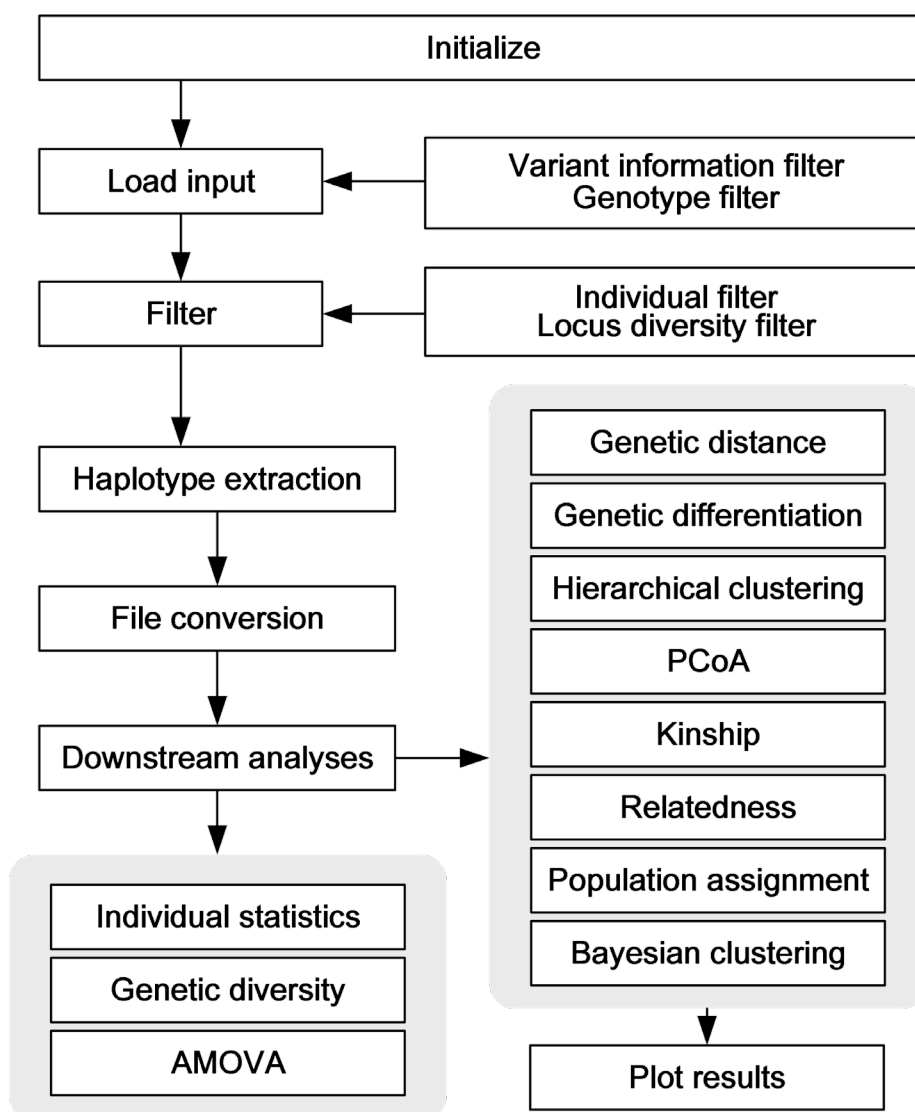 Initialize
Load input
Variant information filter
Genotype filter
Filter
Individual filter
Locus diversity filter
Haplotype extraction
File conversion
Downstream analyses
Individual statistics
Genetic diversity
AMOVA
Genetic distance
Genetic differentiation
Hierarchical clustering
PCoA
Kinship
Relatedness
Population assignment
Bayesian clustering
Plot results